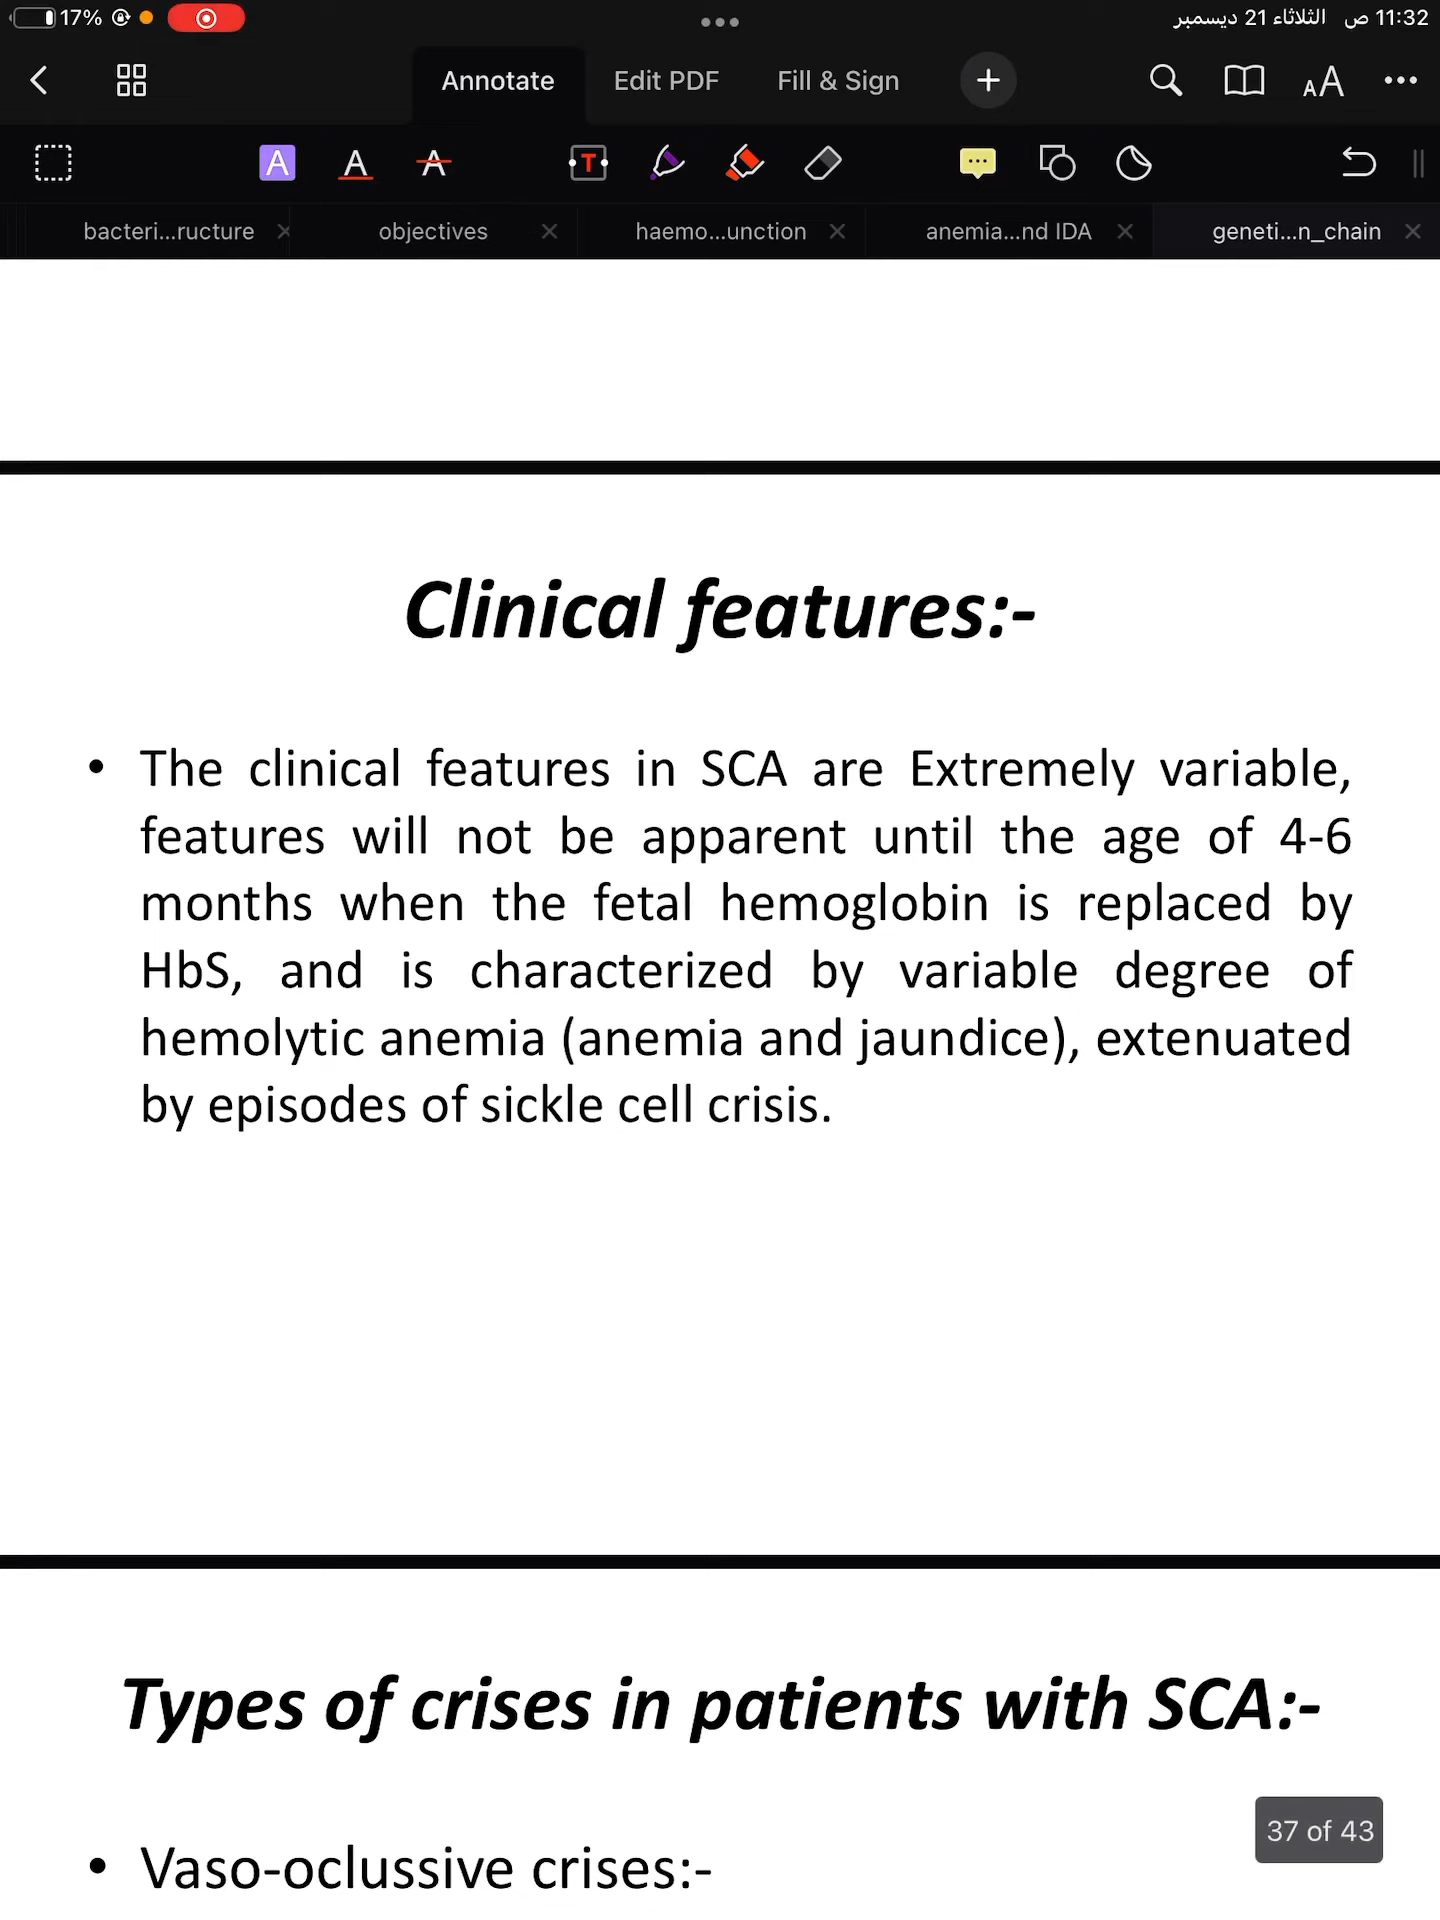 17%
11:32 ص الثلاثاء 21 ديسمبر
Annotate Edit PDF Fill & Sign
bacteri...ructure objectives haemo...unction anemia...nd IDA geneti...n_chain
Clinical features:-
• The clinical features in SCA are Extremely variable,
features will not be apparent until the age of 4-6
months when the fetal hemoglobin is replaced by
HbS, and is characterized by variable degree of
hemolytic anemia (anemia and jaundice), extenuated
by episodes of sickle cell crisis.
Types of crises in patients with SCA:-
37 of 43
• Vaso-oclussive crises:-